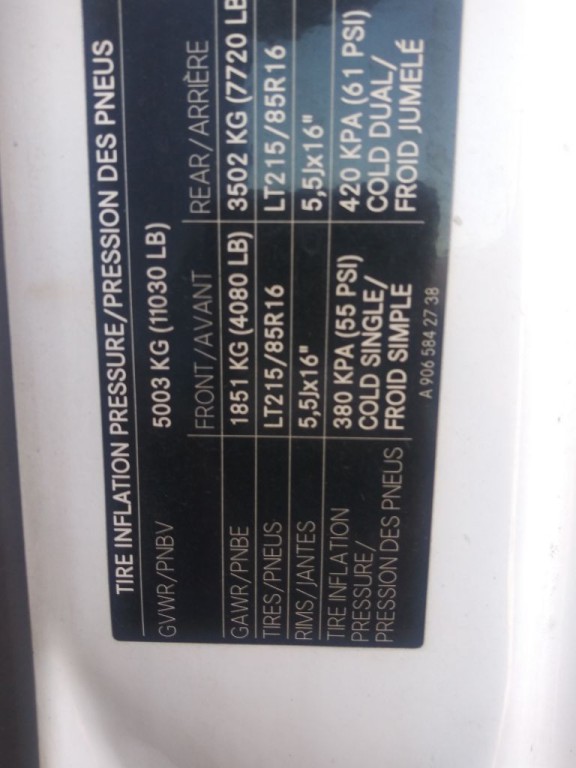 TIRE INFLATION PRESSURE/PRESSION DES PNEUS
GVWR/PNBV 5003 KG (11030 LB)
FRONT/AVANT REAR/ARRIÈRE
GAWR/PNBE 1851 KG (4080 LB) 3502 KG (7720 LB
TIRES/PNEUS LT215/85R16 LT215/85R16
RIMS/JANTES 5,5Jx16" 5,5Jx16"
TIRE INFLATION 380 KPA (55 PSI) 420 KPA (61 PSI)
PRESSURE/ COLD SINGLE/ COLD DUAL/
PRESSION DES PNEUS FROID SIMPLE FROID JUMELÉ
A 906 584 27 38